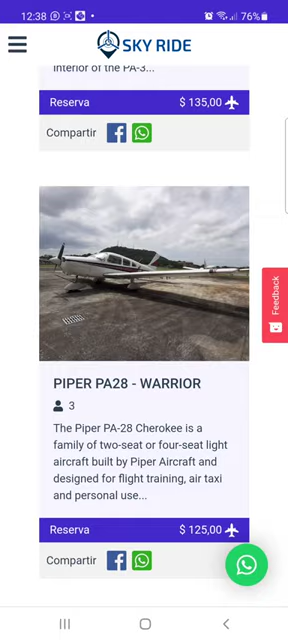 12:38
76%
SKY RIDE
interior of the PA-3...
Reserva $ 135,00
Compartir
Feedback
PIPER PA28 - WARRIOR
3
The Piper PA-28 Cherokee is a
family of two-seat or four-seat light
aircraft built by Piper Aircraft and
designed for flight training, air taxi
and personal use...
Reserva $ 125,00
Compartir